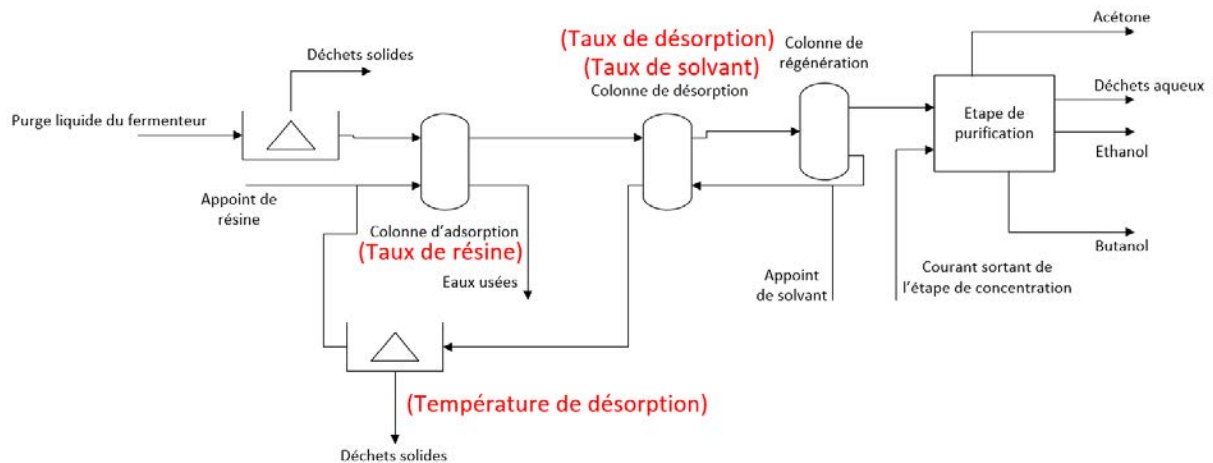 Acétone
(Taux de désorption)
(Taux de solvant)
Colonne de désorption
Colonne de
régénération
Déchets solides
Déchets aqueux
Purge liquide du fermenteur
Etape de
purification
Ethanol
Appoint de
résine
Colonne d'adsorption
(Taux de résine)
Eaux usées
Appoint
de solvant
Courant sortant de
l'étape de concentration
Butanol
(Température de désorption)
Déchets solides